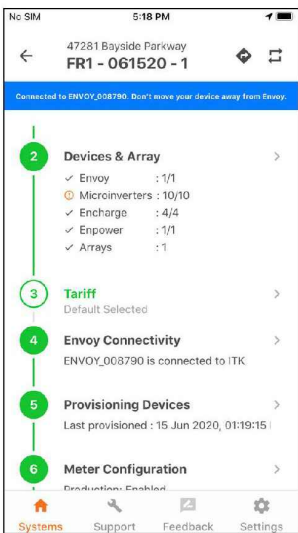 No SIM 5:18 PM
47281 Bayside Parkway
FR1 - 061520 - 1
Connected to ENVOY_008790. Don't move your device away from Envoy.
2 Devices & Array
Envoy : 1/1
Microinverters : 10/10
Encharge : 4/4
Enpower : 1/1
Arrays : 1
3 Tariff
Default Selected
4 Envoy Connectivity
ENVOY_008790 is connected to ITK
5 Provisioning Devices
Last provisioned : 15 Jun 2020, 01:19:15
6 Meter Configuration
Production: Enabled
Systems Support Feedback Settings